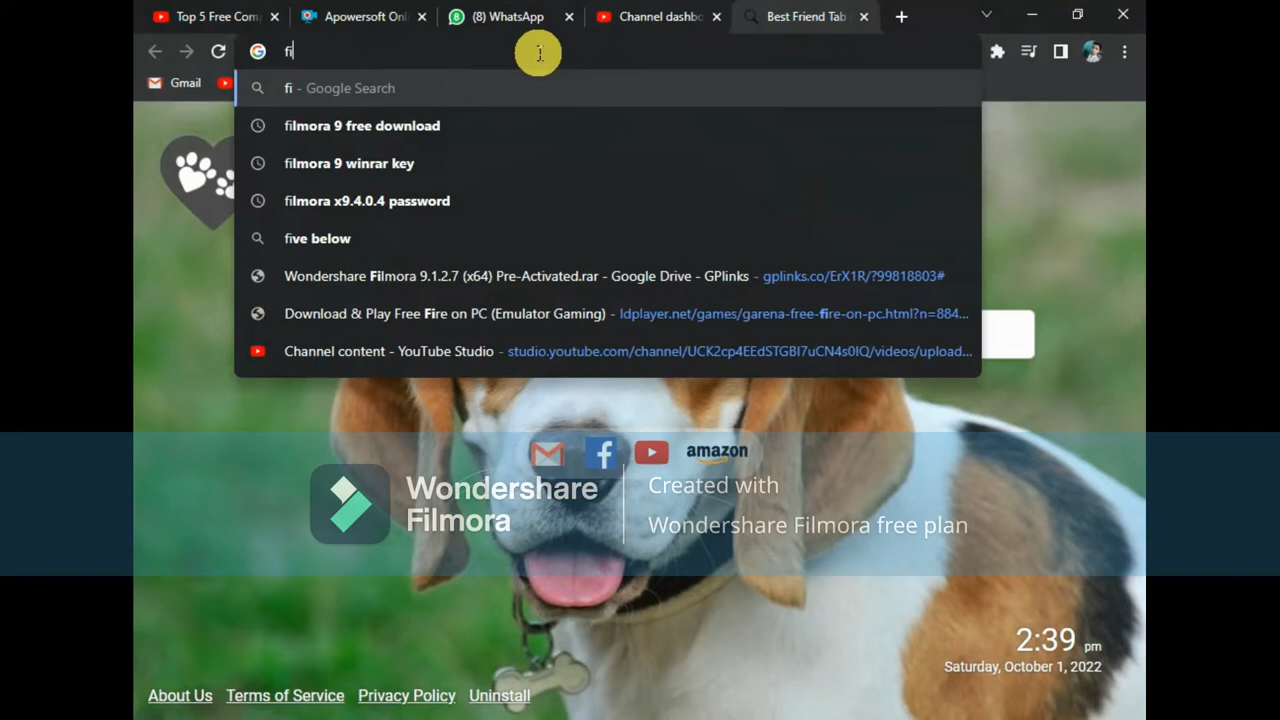 Top 5 Free Com
Apowersoft Onl
(8) WhatsApp
Channel dashbo
Best Friend Tab
fi
Gmail
fi - Google Search
filmora 9 free download
filmora 9 winrar key
filmora x9.4.0.4 password
five below
Wondershare Filmora 9.1.2.7 (x64) Pre-Activated.rar - Google Drive - GPlinks - gplinks.co/ErX1R/?99818803#
Download & Play Free Fire on PC (Emulator Gaming) - ldplayer.net/games/garena-free-fire-on-pc.html?n=884...
Channel content - YouTube Studio - studio.youtube.com/channel/UCK2cp4EEdSTGBI7uCN4s0IQ/videos/upload...
amazon
Wondershare
Filmora
Created with
Wondershare Filmora free plan
2:39 pm
Saturday, October 1, 2022
About Us Terms of Service Privacy Policy Uninstall